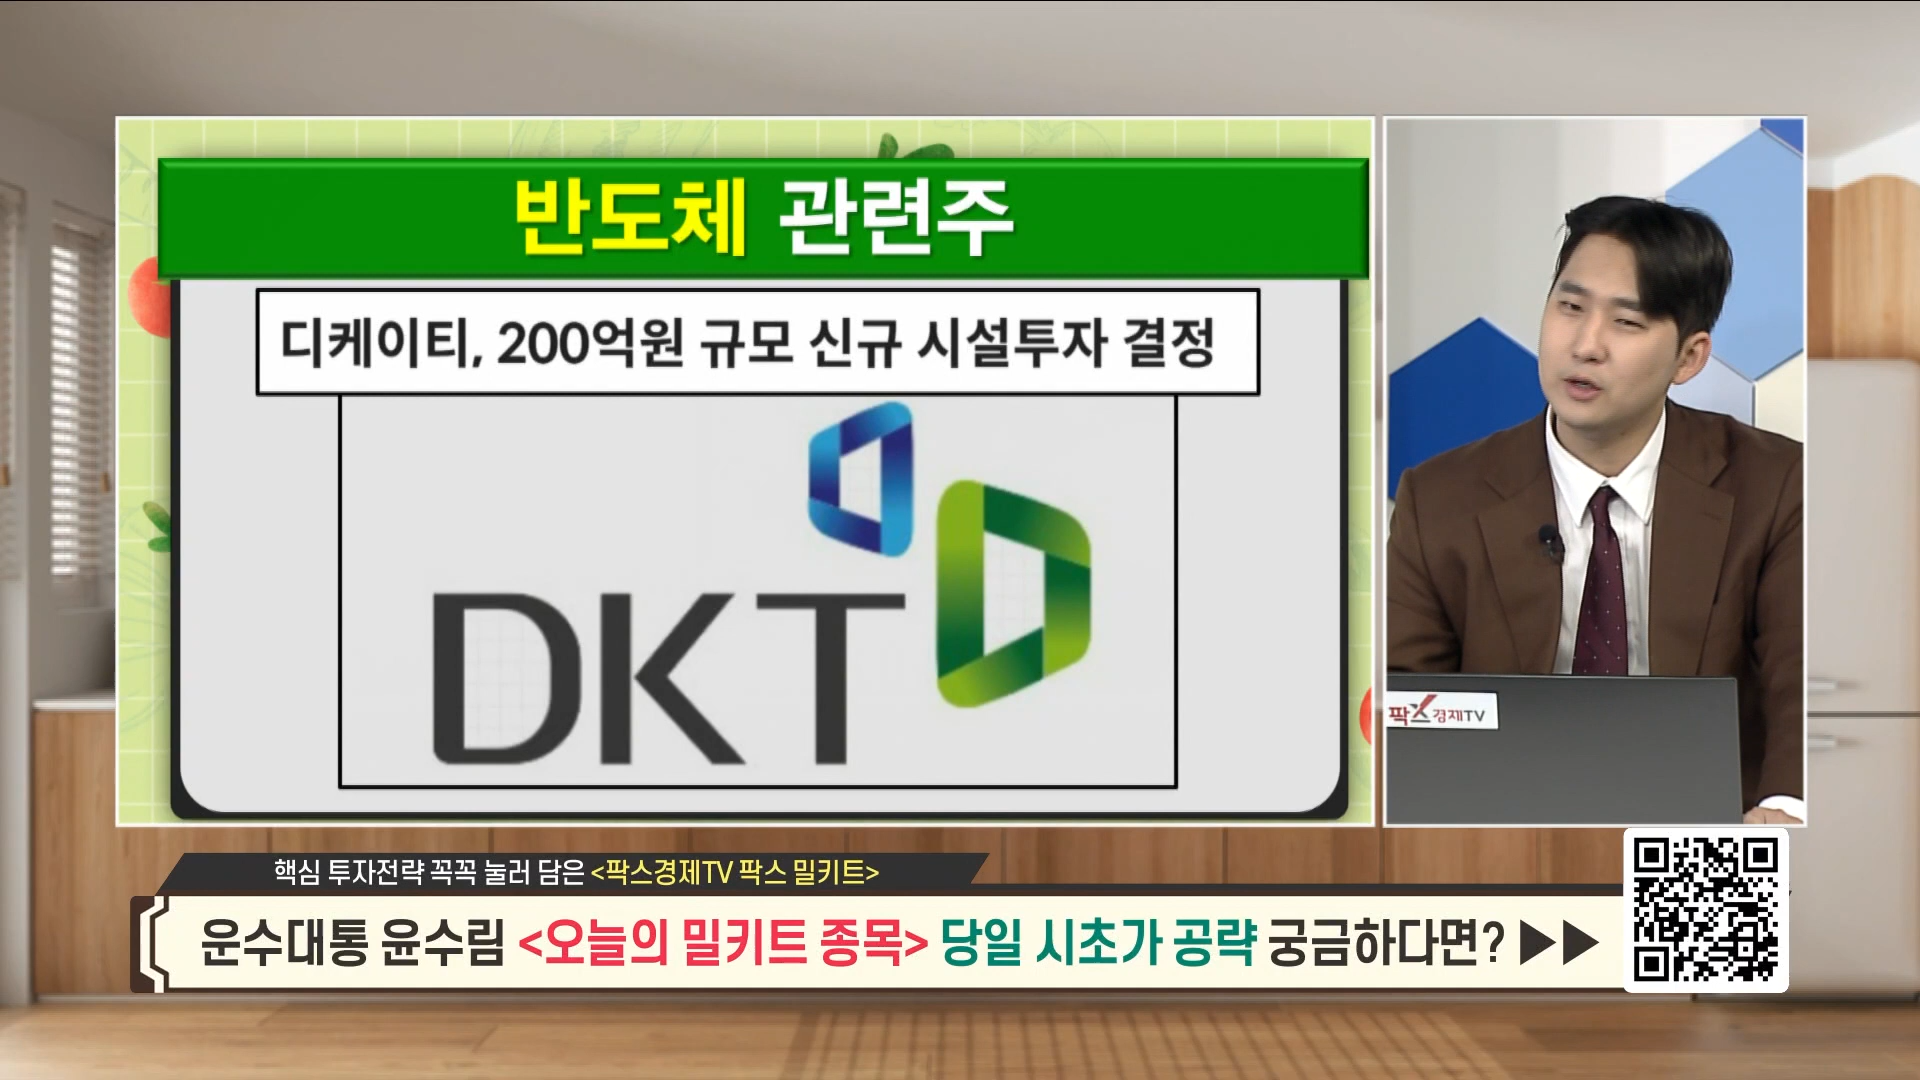 반도체 관련주
디케이티, 200억원 규모 신규 시설투자 결정
DKT
팍스경제TV
핵심 투자전략 꼭꼭 눌러 담은 <팍스경제TV 팍스 밀키트>
운수대통 윤수림 <오늘의 밀키트 종목> 당일 시초가 공략 궁금하다면? ▶▶